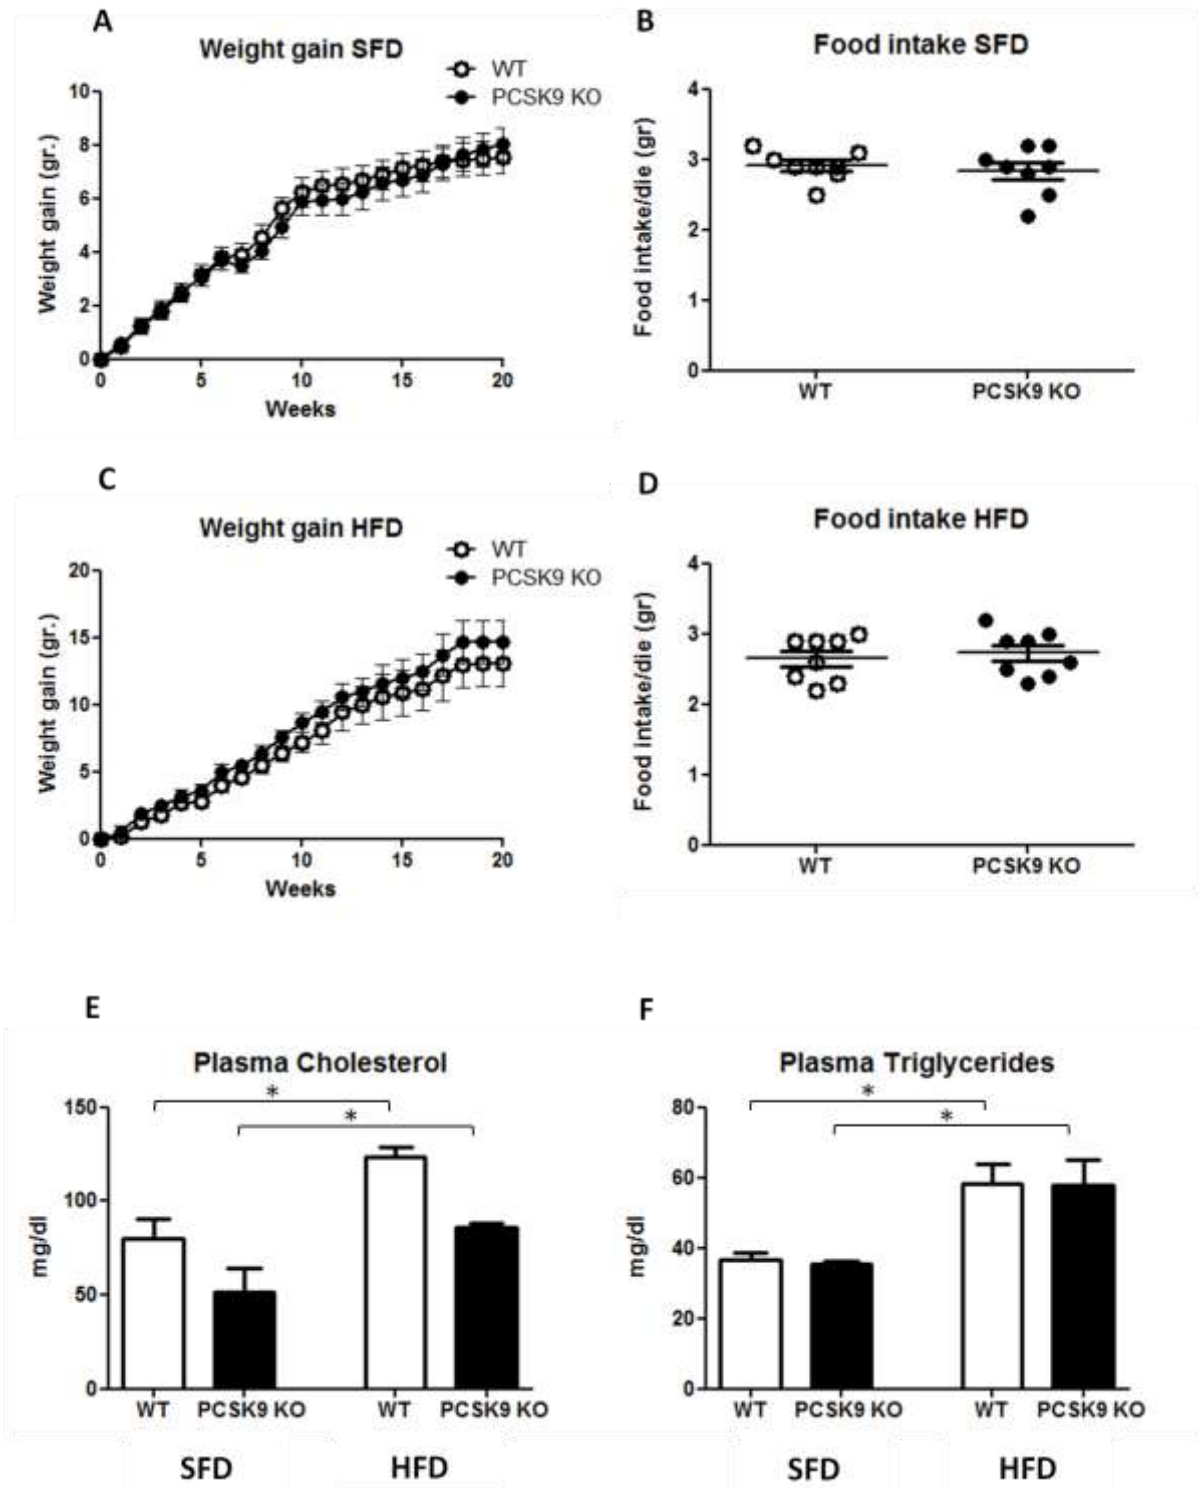 A
Weight gain SFD
WT
PCSK9 KO
Weight gain (gr.)
10
8
6
4
2
0
0 5 10 15 20
Weeks
B
Food intake SFD
Food intake/die (gr)
4
3
2
1
0
WT PCSK9 KO
C
Weight gain HFD
WT
PCSK9 KO
Weight gain (gr.)
20
15
10
5
0
0 5 10 15 20
Weeks
D
Food intake HFD
Food intake/die (gr)
4
3
2
1
0
WT PCSK9 KO
E
Plasma Cholesterol
*
*
mg/dl
150
100
50
0
WT PCSK9 KO WT PCSK9 KO
SFD HFD
F
Plasma Triglycerides
*
*
mg/dl
80
60
40
20
0
WT PCSK9 KO WT PCSK9 KO
SFD HFD